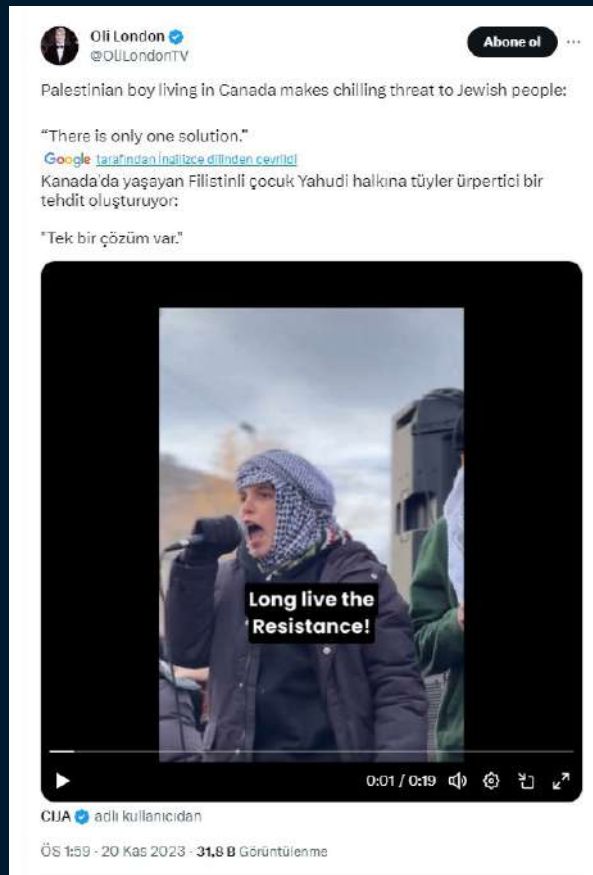 Oli London
@OliLondonTV
Abone ol
Palestinian boy living in Canada makes chilling threat to Jewish people:
“There is only one solution.”
Google tarafından İngilizce dilinden çevrildi
Kanada'da yaşayan Filistinli çocuk Yahudi halkına tüyler ürpertici bir
tehdit oluşturuyor:
"Tek bir çözüm var."
Long live the
Resistance!
0:01 / 0:19
CIJA adlı kullanıcıdan
ÖS 1:59 · 20 Kas 2023 · 31,8 B Görüntülenme